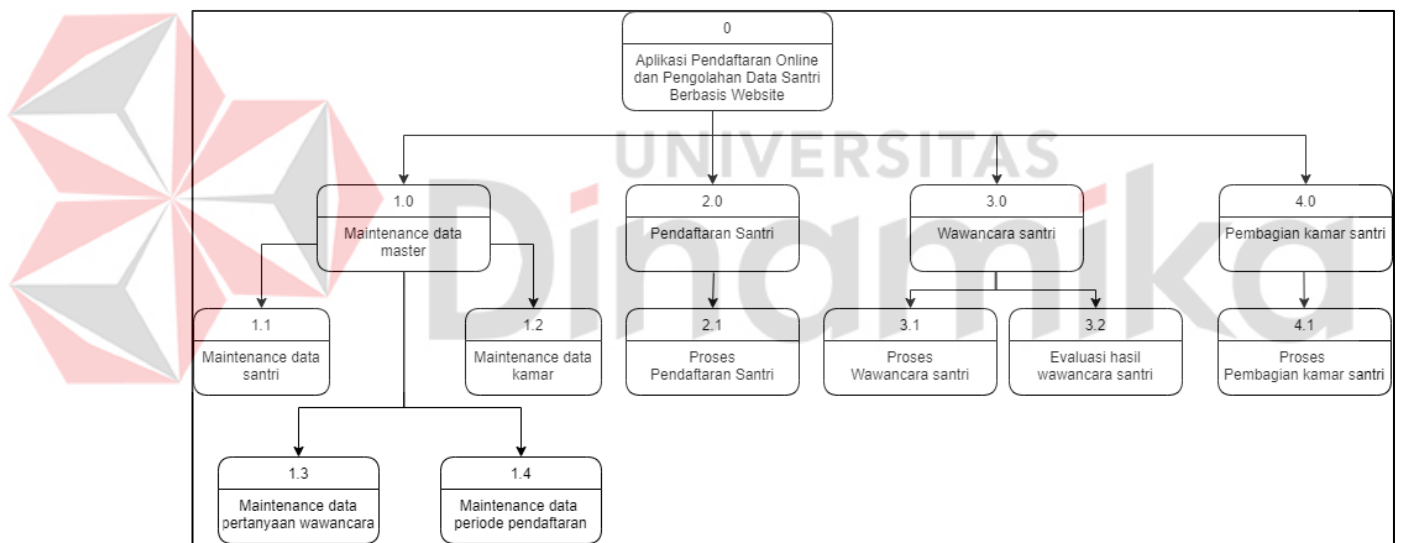 0
Aplikasi Pendaftaran Online
dan Pengolahan Data Santri
Berbasis Website
UNIVERSITAS
Dinamika
1.0
Maintenance data
master
2.0
Pendaftaran Santri
3.0
Wawancara santri
4.0
Pembagian kamar santri
1.1
Maintenance data
santri
1.2
Maintenance data
kamar
2.1
Proses
Pendaftaran Santri
3.1
Proses
Wawancara santri
3.2
Evaluasi hasil
wawancara santri
4.1
Proses
Pembagian kamar santri
1.3
Maintenance data
pertanyaan wawancara
1.4
Maintenance data
periode pendaftaran